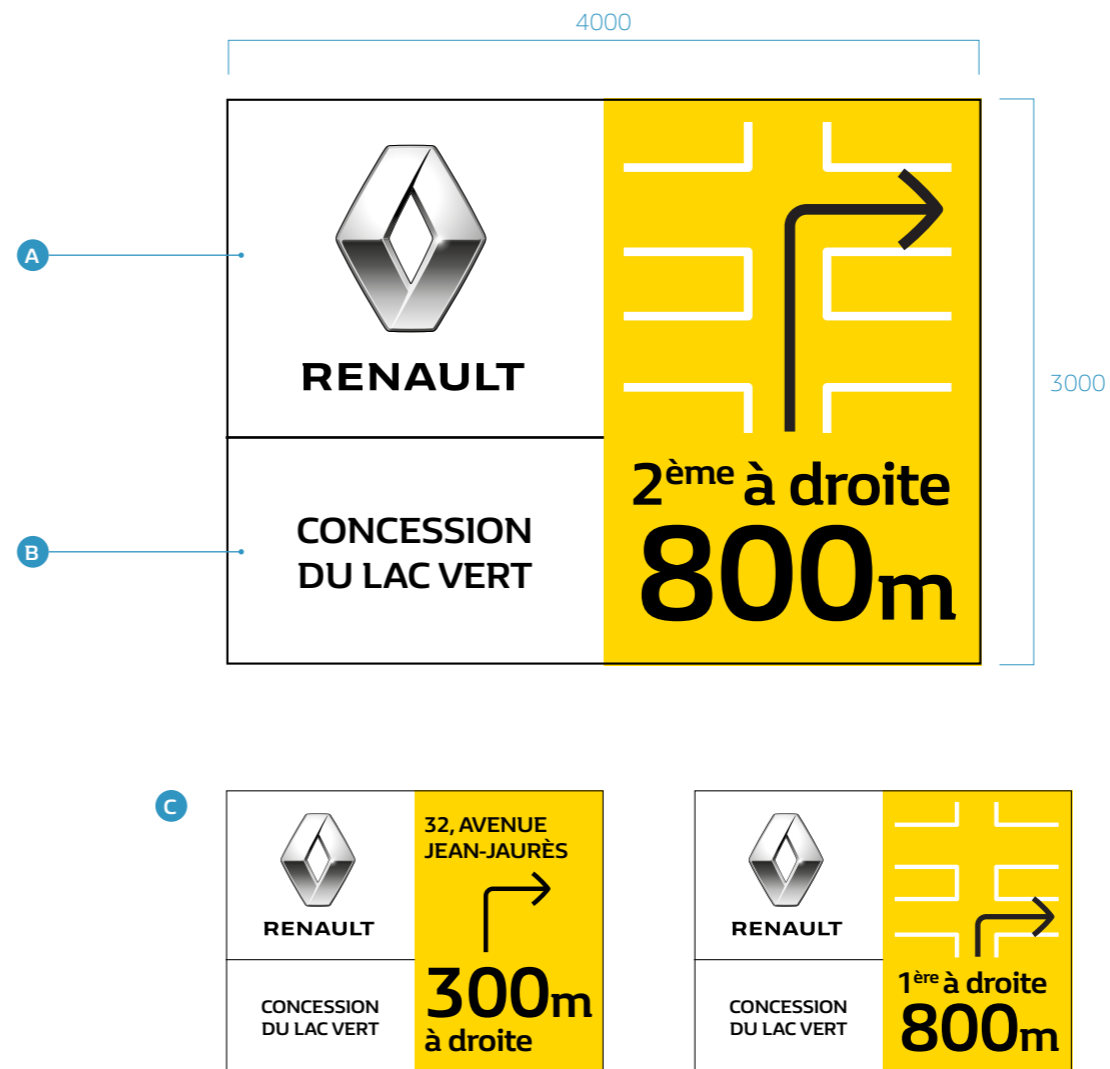 4000
A
RENAULT
3000
2ème à droite
800m
B
CONCESSION
DU LAC VERT
C
32, AVENUE
JEAN-JAURÈS
RENAULT
300m
à droite
CONCESSION
DU LAC VERT
RENAULT
1ère à droite
800m
CONCESSION
DU LAC VERT